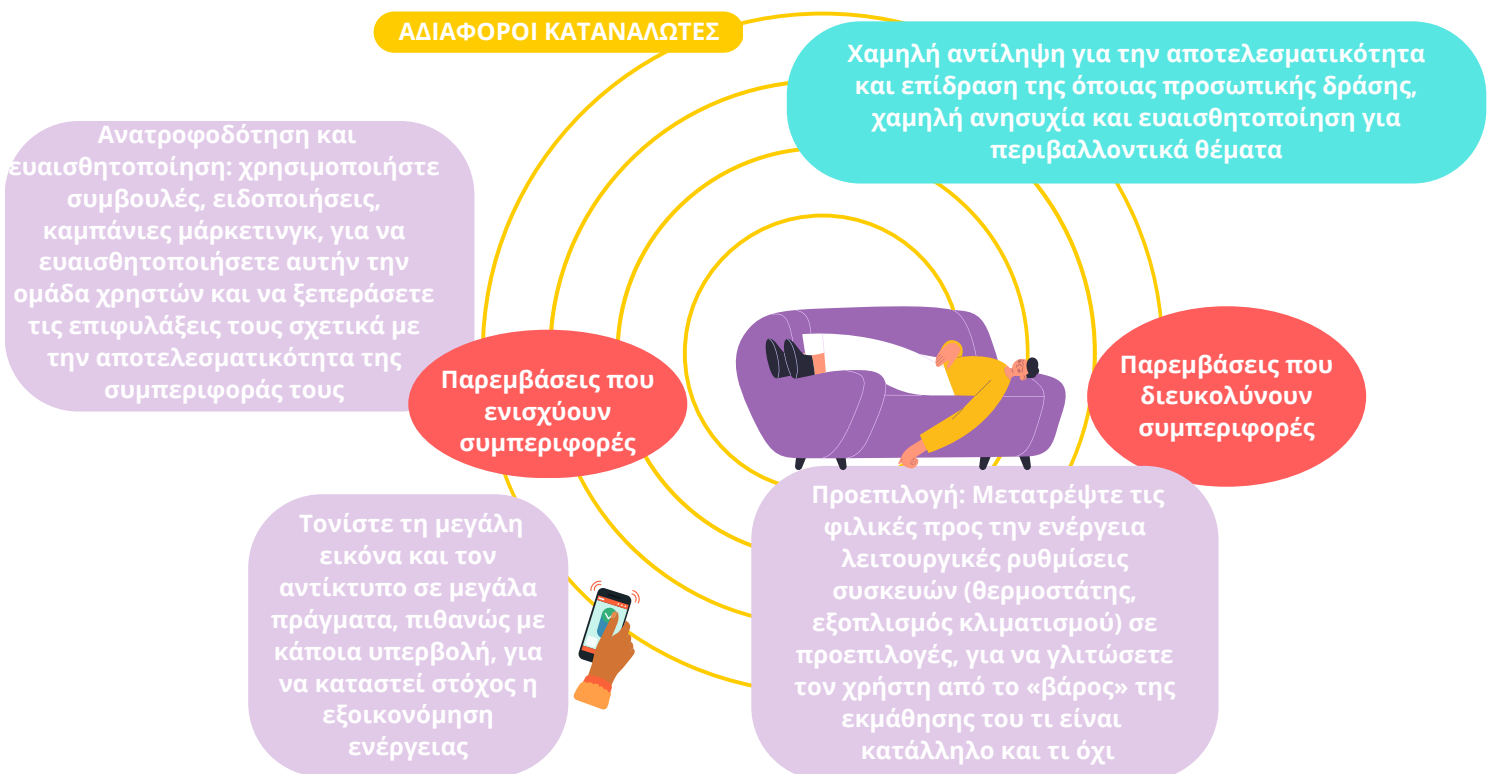 ΑΔΙΑΦΟΡΟΙ ΚΑΤΑΝΑΛΩΤΕΣ
Χαμηλή αντίληψη για την αποτελεσματικότητα
και επίδραση της όποιας προσωπικής δράσης,
χαμηλή ανησυχία και ευαισθητοποίηση για
περιβαλλοντικά θέματα
Ανατροφοδότηση και
ευαισθητοποίηση: χρησιμοποιήστε
συμβουλές, ειδοποιήσεις,
καμπάνιες μάρκετινγκ, για να
ευαισθητοποιήσετε αυτήν την
ομάδα χρηστών και να ξεπεράσετε
τις επιφυλάξεις τους σχετικά με
την αποτελεσματικότητα της
συμπεριφοράς τους
Παρεμβάσεις που
ενισχύουν
συμπεριφορές
Παρεμβάσεις που
διευκολύνουν
συμπεριφορές
Τονίστε τη μεγάλη
εικόνα και τον
αντίκτυπο σε μεγάλα
πράγματα, πιθανώς με
κάποια υπερβολή, για
να καταστεί στόχος η
εξοικονόμηση
ενέργειας
Προεπιλογή: Μετατρέψτε τις
φιλικές προς την ενέργεια
λειτουργικές ρυθμίσεις
συσκευών (θερμοστάτης,
εξοπλισμός κλιματισμού) σε
προεπιλογές, για να γλιτώσετε
τον χρήστη από το «βάρος» της
εκμάθησης του τι είναι
κατάλληλο και τι όχι